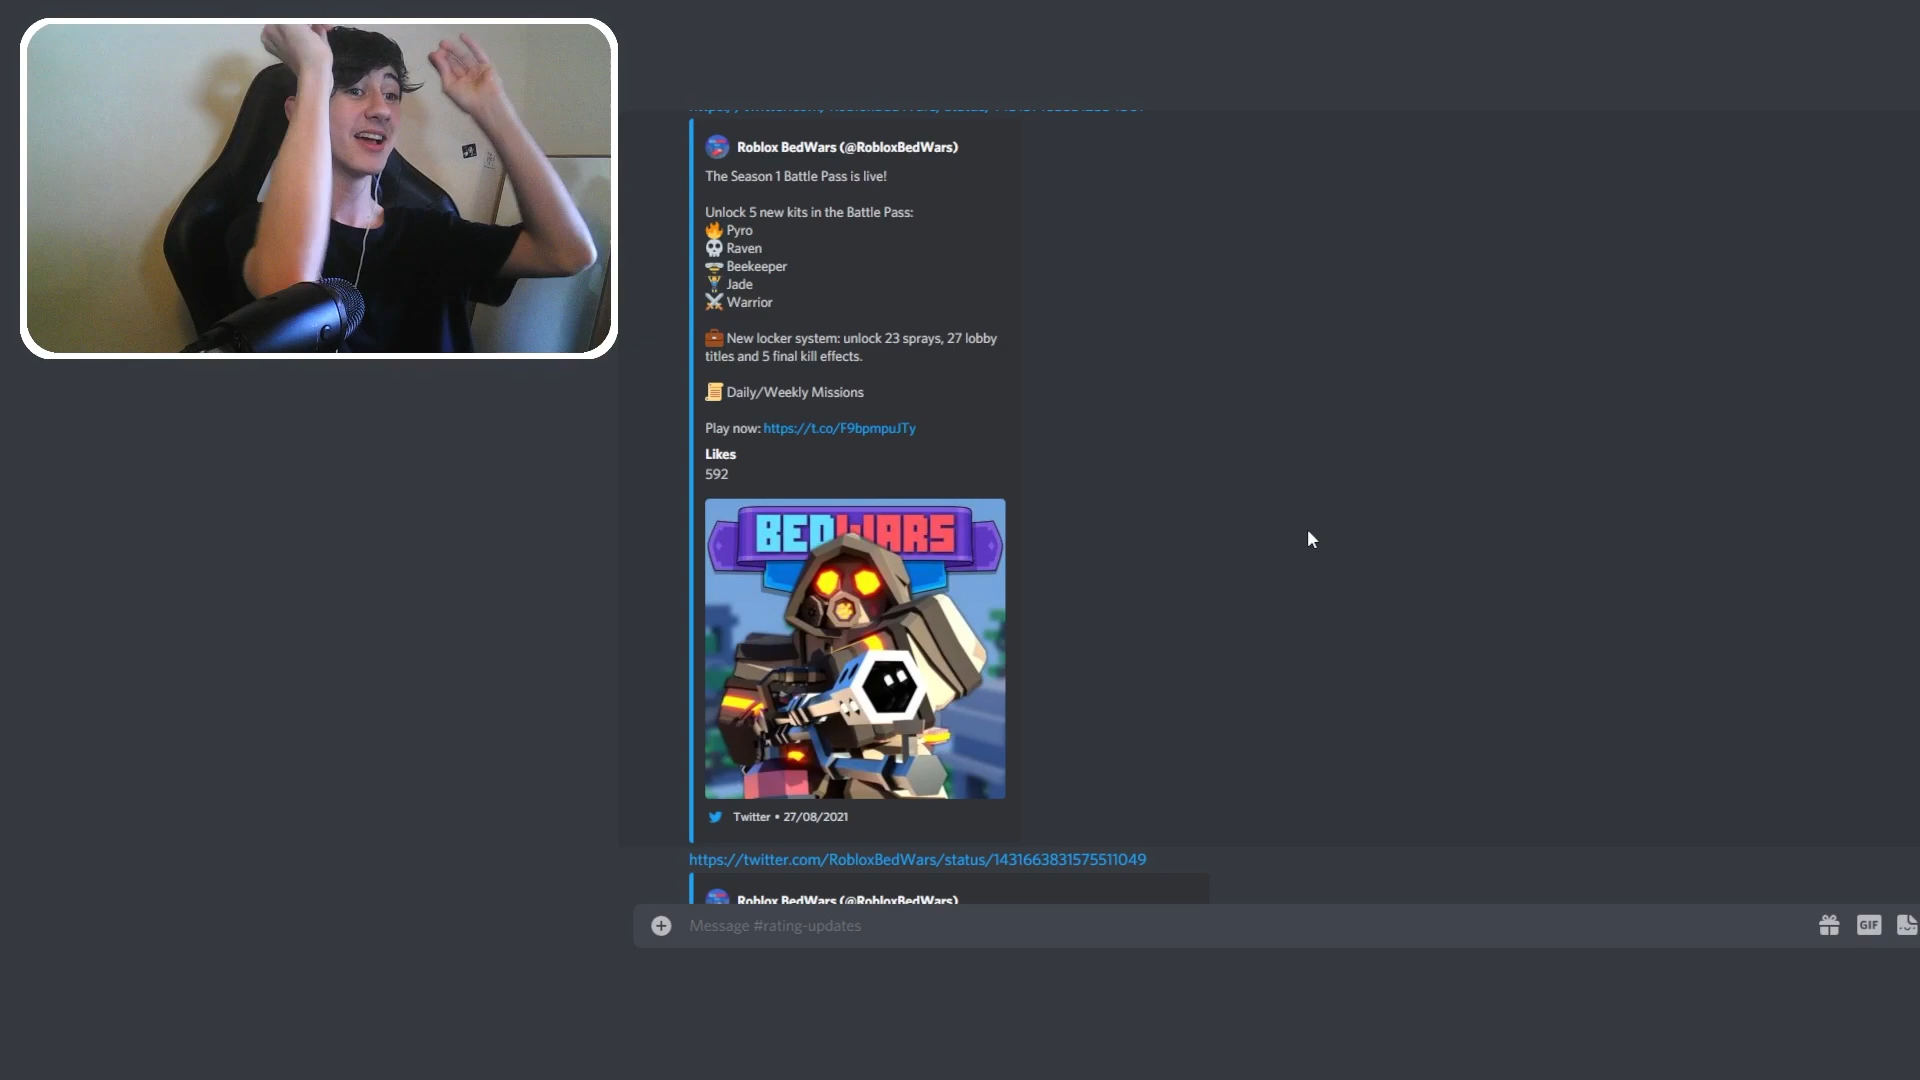 Roblox BedWars (@RobloxBedWars)
The Season 1 Battle Pass is live!
Unlock 5 new kits in the Battle Pass:
Pyro
Raven
Beekeeper
Jade
Warrior
New locker system: unlock 23 sprays, 27 lobby
titles and 5 final kill effects.
Daily/Weekly Missions
Play now: https://t.co/F9bpmpuJTy
Likes
592
BEDWARS
Twitter • 27/08/2021
https://twitter.com/RobloxBedWars/status/1431663831575511049
Roblox BedWars (@RobloxBedWars)
Message #rating-updates
GIF